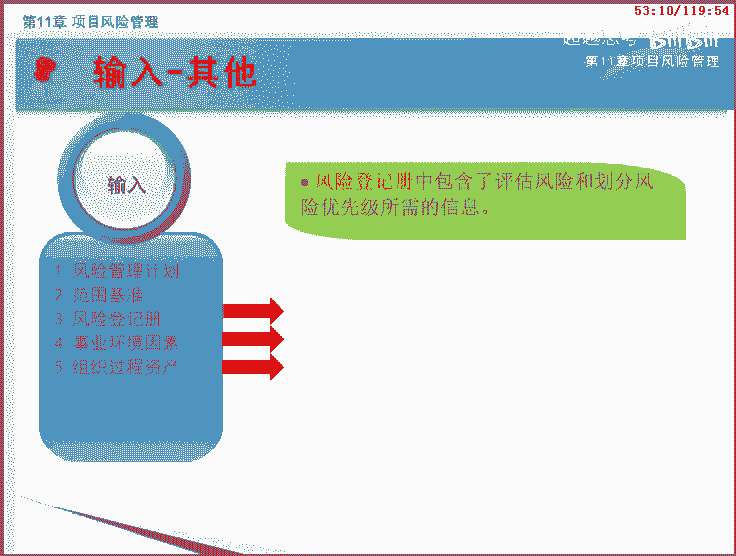 53:10/119:54
第11章 项目风险管理
bilibili
第11章项目风险管理
输入-其他
输入
• 风险登记册中包含了评估风险和划分风
险优先级所需的信息。
1 风险管理计划
2 范围基准
3 风险登记册
4 事业环境因素
5 组织过程资产